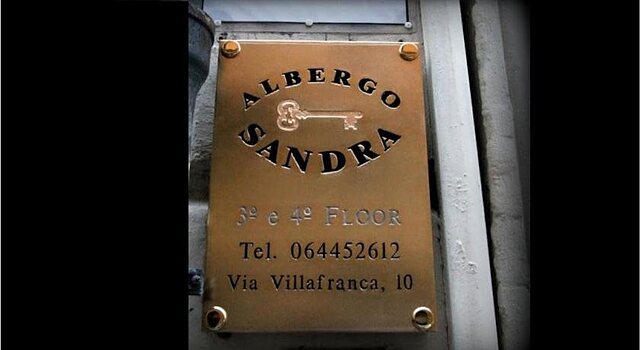 ALBERGO
SANDRA
3º e 4º FLOOR
Tel. 064452612
Via Villafranca, 10